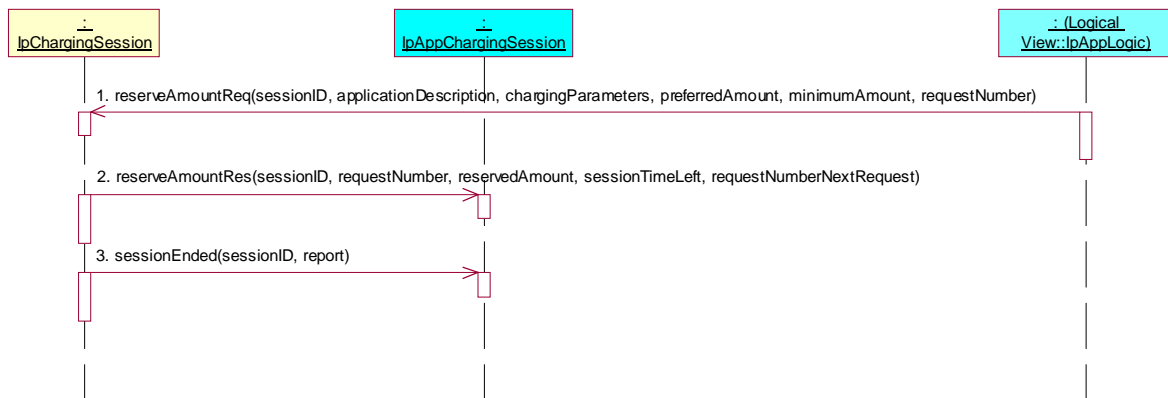 :
IpChargingSession
:
IpAppChargingSession
: (Logical
View::IpAppLogic)
1. reserveAmountReq(sessionID, applicationDescription, chargingParameters, preferredAmount, minimumAmount, requestNumber)
2. reserveAmountRes(sessionID, requestNumber, reservedAmount, sessionTimeLeft, requestNumberNextRequest)
3. sessionEnded(sessionID, report)